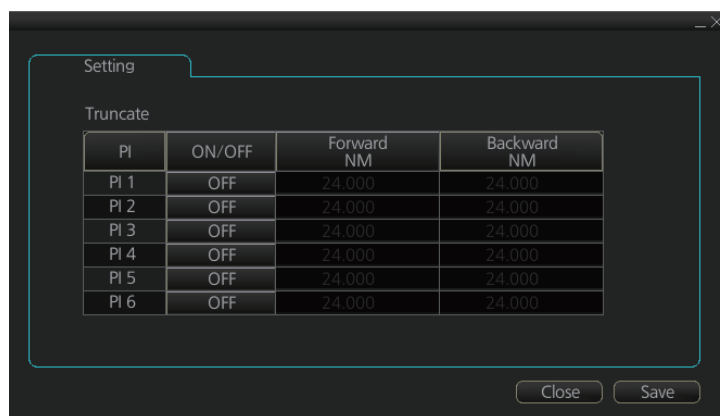 Setting
Truncate
PI ON/OFF Forward NM Backward NM
PI 1 OFF 24.000 24.000
PI 2 OFF 24.000 24.000
PI 3 OFF 24.000 24.000
PI 4 OFF 24.000 24.000
PI 5 OFF 24.000 24.000
PI 6 OFF 24.000 24.000
Close Save